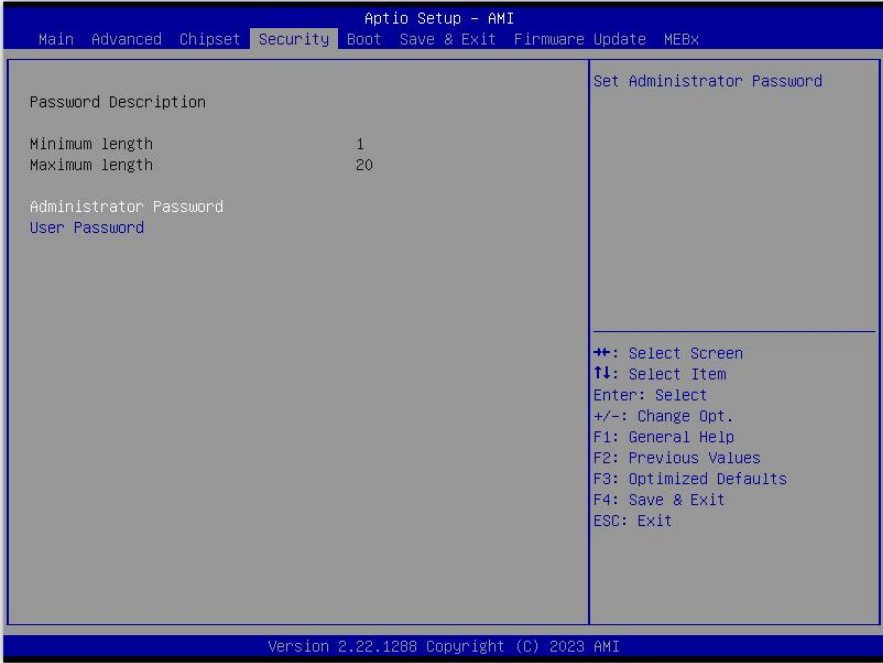 Aptio Setup – AMI
Main Advanced Chipset Security Boot Save & Exit Firmware Update MEBx
Password Description
Minimum length 1
Maximum length 20
Administrator Password
User Password
Set Administrator Password
→←: Select Screen
↑↓: Select Item
Enter: Select
+/-: Change Opt.
F1: General Help
F2: Previous Values
F3: Optimized Defaults
F4: Save & Exit
ESC: Exit
Version 2.22.1288 Copyright (C) 2023 AMI